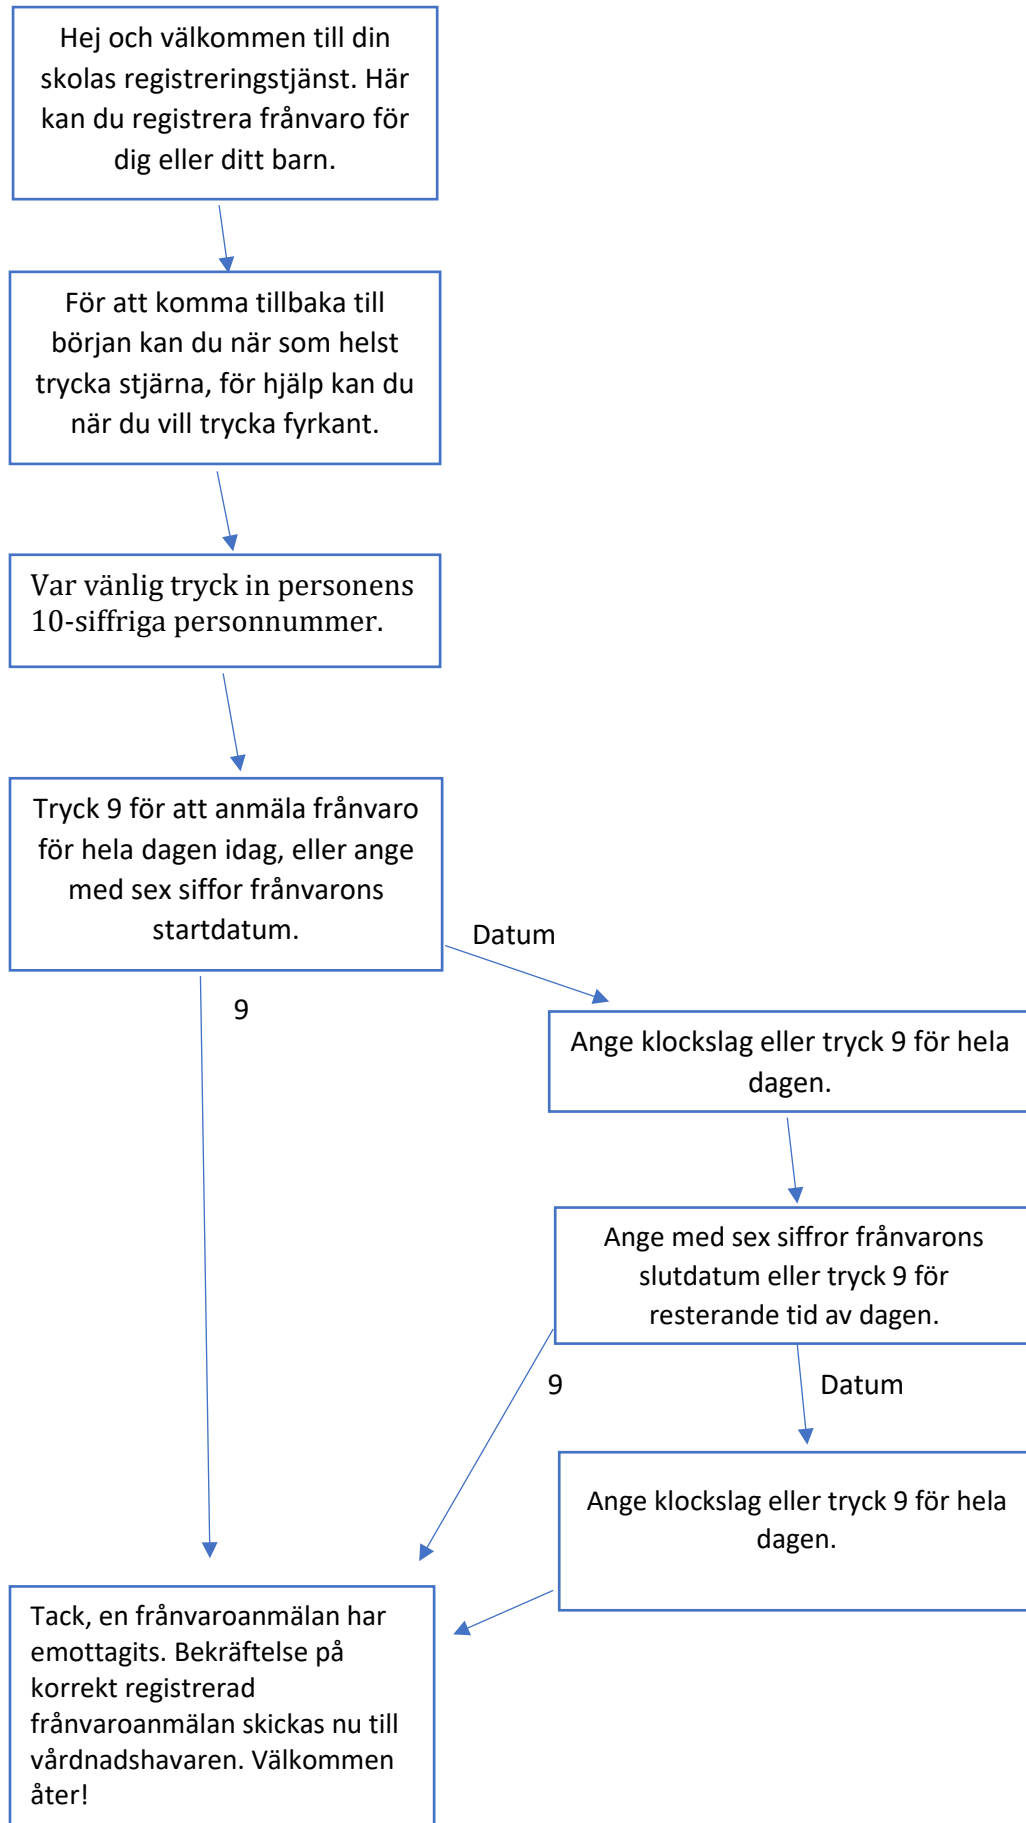 Hej och välkommen till din
skolas registreringstjänst. Här
kan du registrera frånvaro för
dig eller ditt barn.
För att komma tillbaka till
början kan du när som helst
trycka stjärna, för hjälp kan du
när du vill trycka fyrkant.
Var vänlig tryck in personens
10-siffriga personnummer.
Tryck 9 för att anmäla frånvaro
för hela dagen idag, eller ange
med sex siffor frånvarons
startdatum.
Datum
9
Ange klockslag eller tryck 9 för hela
dagen.
Ange med sex siffror frånvarons
slutdatum eller tryck 9 för
resterande tid av dagen.
9
Datum
Ange klockslag eller tryck 9 för hela
dagen.
Tack, en frånvaroanmälan har
emottagits. Bekräftelse på
korrekt registrerad
frånvaroanmälan skickas nu till
vårdnadshavaren. Välkommen
åter!